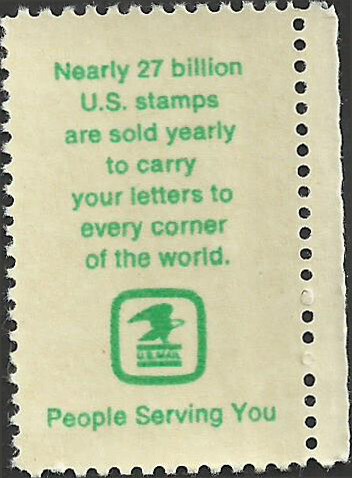 Nearly 27 billion
U.S. stamps
are sold yearly
to carry
your letters to
every corner
of the world.
U.S. MAIL
People Serving You